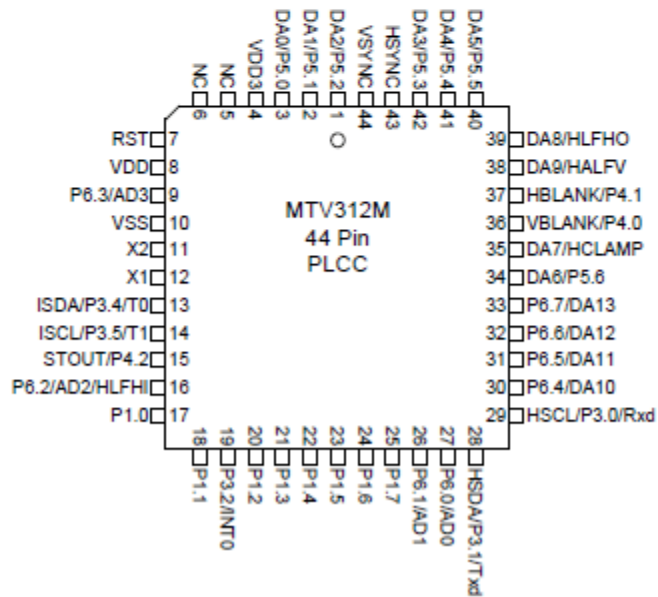 DA5/P5.5
DA4/P5.4
DA3/P5.3
HSYNC
VSYNC
DA2/P5.2
DA1/P5.1
DA0/P5.0
VDD3
NC
NC
6
5
4
3
2
1
44
43
42
41
40
RST 7
VDD 8
P6.3/AD3 9
VSS 10
X2 11
X1 12
ISDA/P3.4/T0 13
ISCL/P3.5/T1 14
STOUT/P4.2 15
P6.2/AD2/HLFHI 16
P1.0 17
MTV312M
44 Pin
PLCC
39 DA8/HLFHO
38 DA9/HALFV
37 HBLANK/P4.1
36 VBLANK/P4.0
35 DA7/HCLAMP
34 DA6/P5.6
33 P6.7/DA13
32 P6.6/DA12
31 P6.5/DA11
30 P6.4/DA10
29 HSCL/P3.0/Rxd
18 P1.1
19 P3.2/INT0
20 P1.2
21 P1.3
22 P1.4
23 P1.5
24 P1.6
25 P1.7
26 P6.1/AD1
27 P6.0/AD0
28 HSDA/P3.1/Txd